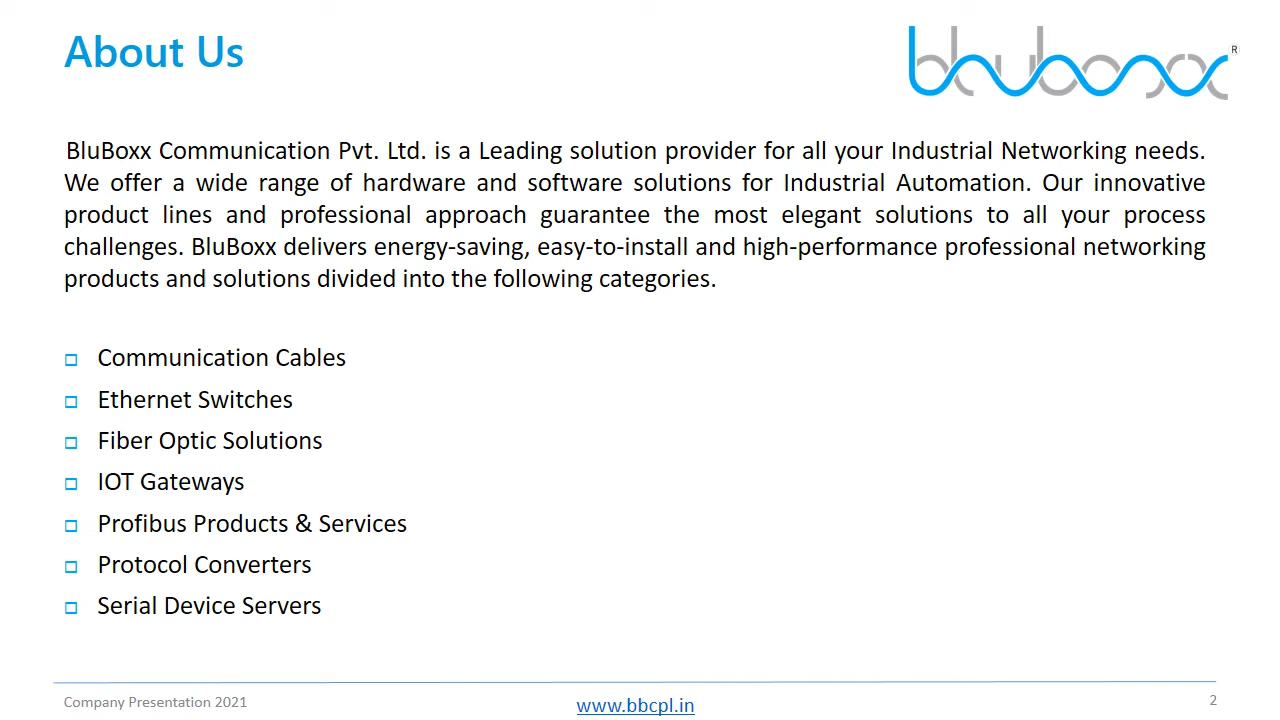 About Us
bluboxx
R
BluBoxx Communication Pvt. Ltd. is a Leading solution provider for all your Industrial Networking needs.
We offer a wide range of hardware and software solutions for Industrial Automation. Our innovative
product lines and professional approach guarantee the most elegant solutions to all your process
challenges. BluBoxx delivers energy-saving, easy-to-install and high-performance professional networking
products and solutions divided into the following categories.
Communication Cables
Ethernet Switches
Fiber Optic Solutions
IOT Gateways
Profibus Products & Services
Protocol Converters
Serial Device Servers
Company Presentation 2021
www.bbcpl.in
2